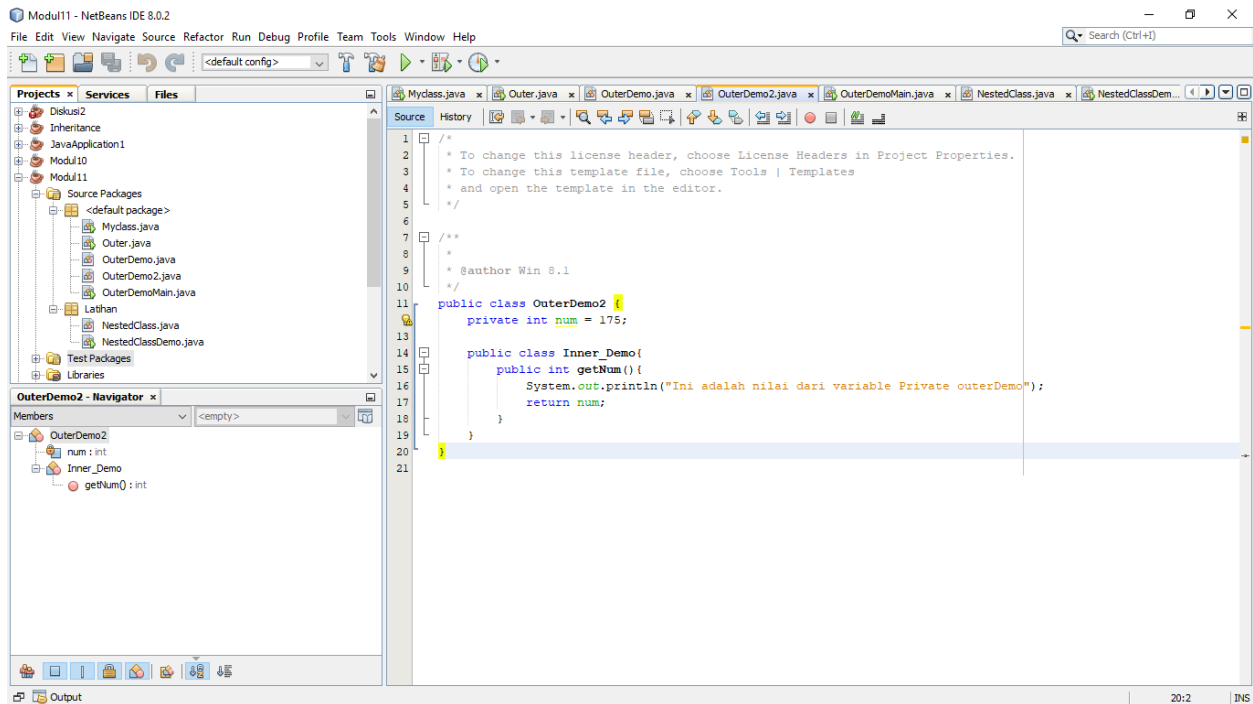 Modul11 - NetBeans IDE 8.0.2
File Edit View Navigate Source Refactor Run Debug Profile Team Tools Window Help
Search (Ctrl+I)
<default config>
Projects × Services Files
Diskusi2
Inheritance
JavaApplication1
Modul10
Modul11
Source Packages
<default package>
Myclass.java
Outer.java
OuterDemo.java
OuterDemo2.java
OuterDemoMain.java
Latihan
NestedClass.java
NestedClassDemo.java
Test Packages
Libraries
OuterDemo2 - Navigator ×
Members <empty>
OuterDemo2
num : int
Inner_Demo
getNum() : int
Myclass.java × Outer.java × OuterDemo.java × OuterDemo2.java × OuterDemoMain.java × NestedClass.java × NestedClassDem...
Source History
1 /*
2 * To change this license header, choose License Headers in Project Properties.
3 * To change this template file, choose Tools | Templates
4 * and open the template in the editor.
5 */
6
7 /**
8 *
9 * @author Win 8.1
10 */
11 public class OuterDemo2 {
private int num = 175;
13
14 public class Inner_Demo{
15 public int getNum(){
16 System.out.println("Ini adalah nilai dari variable Private outerDemo");
17 return num;
18 }
19 }
20 }
21
Output
20:2 INS